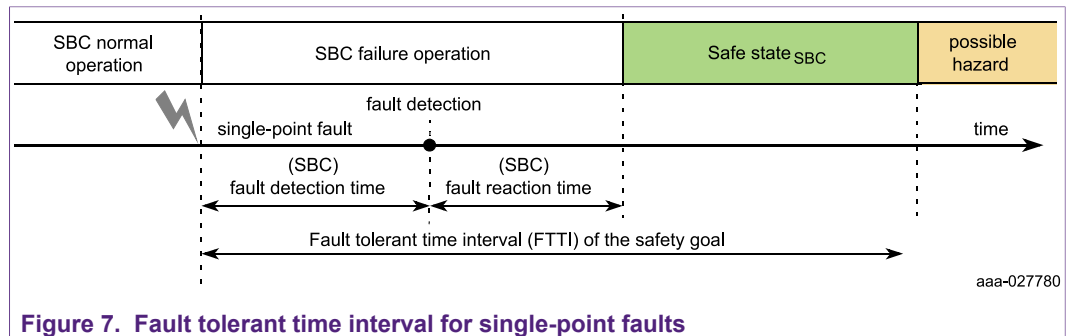 SBC normal
operation
SBC failure operation
Safe state SBC
possible
hazard
fault detection
single-point fault
time
(SBC)
fault detection time
(SBC)
fault reaction time
Fault tolerant time interval (FTTI) of the safety goal
aaa-027780
Figure 7. Fault tolerant time interval for single-point faults